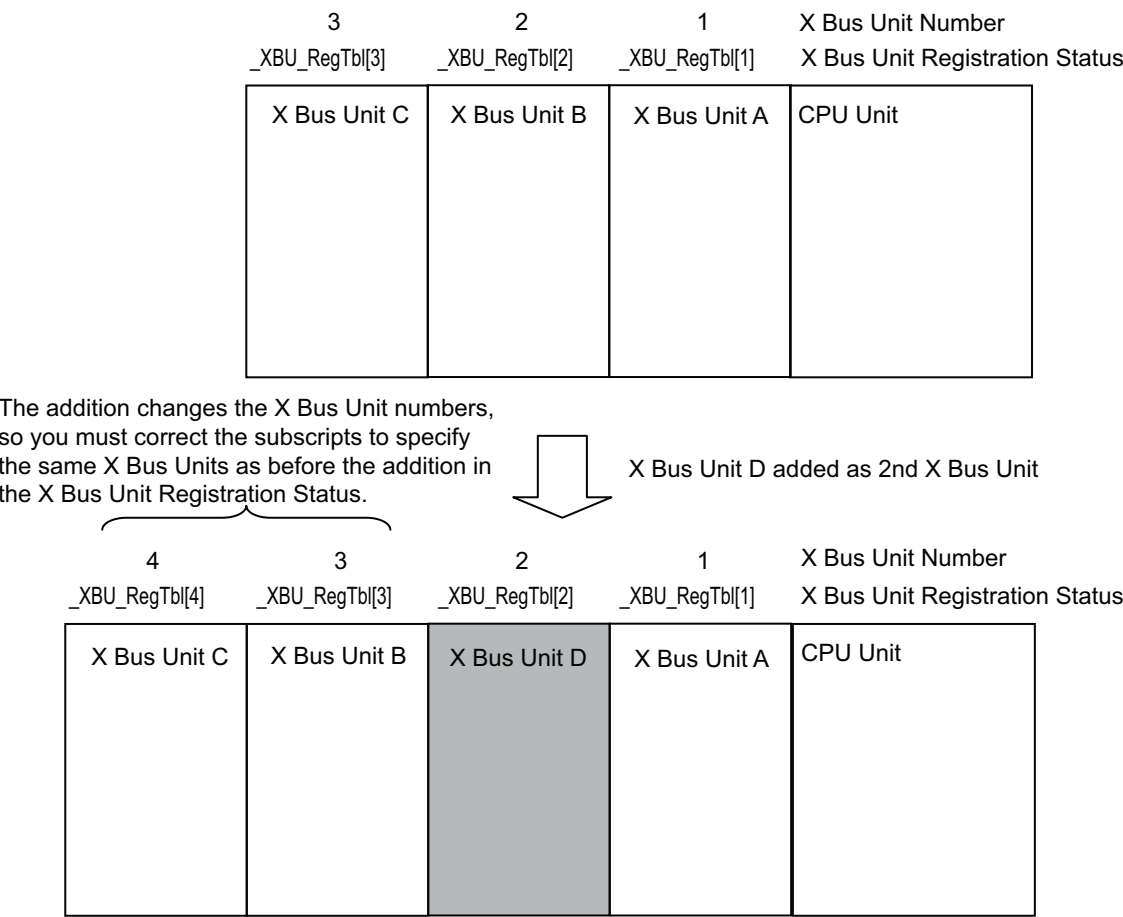 3 2 1 X Bus Unit Number
_XBU_RegTbl[3] _XBU_RegTbl[2] _XBU_RegTbl[1] X Bus Unit Registration Status
X Bus Unit C X Bus Unit B X Bus Unit A CPU Unit
The addition changes the X Bus Unit numbers,
so you must correct the subscripts to specify
the same X Bus Units as before the addition in
the X Bus Unit Registration Status.
X Bus Unit D added as 2nd X Bus Unit
4 3 2 1 X Bus Unit Number
_XBU_RegTbl[4] _XBU_RegTbl[3] _XBU_RegTbl[2] _XBU_RegTbl[1] X Bus Unit Registration Status
X Bus Unit C X Bus Unit B X Bus Unit D X Bus Unit A CPU Unit